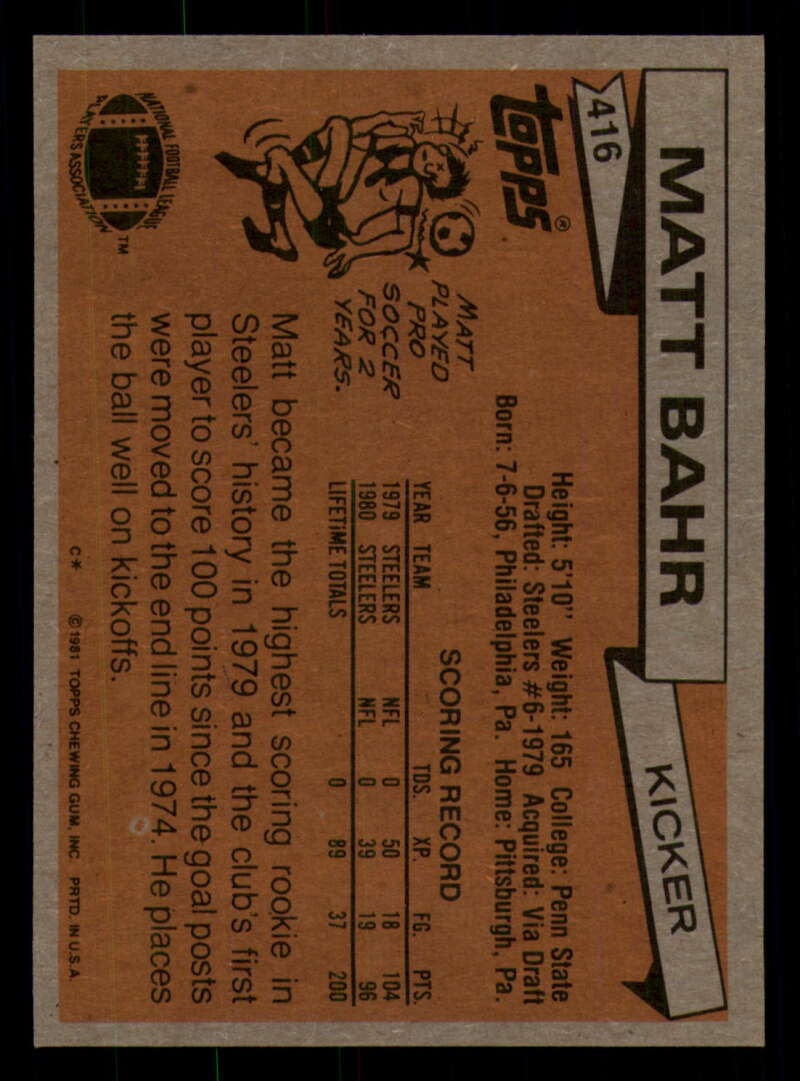 416
MATT BAHR
KICKER
TOPPS®
Height: 5'10" Weight: 165 College: Penn State
Drafted: Steelers #6-1979 Acquired: Via Draft
Born: 7-6-56, Philadelphia, Pa. Home: Pittsburgh, Pa.
MATT
PLAYED
PRO
SOCCER
FOR 2
YEARS.
SCORING RECORD
YEAR TEAM TDS. XP. FG. PTS.
1979 STEELERS NFL 0 50 18 104
1980 STEELERS NFL 0 39 19 96
LIFETIME TOTALS 0 89 37 200
Matt became the highest scoring rookie in
Steelers' history in 1979 and the club's first
player to score 100 points since the goal posts
were moved to the end line in 1974. He places
the ball well on kickoffs.
NATIONAL FOOTBALL LEAGUE
PLAYERS ASSOCIATION
TM
C* ©1981 TOPPS CHEWING GUM, INC. PRTD. IN U.S.A.